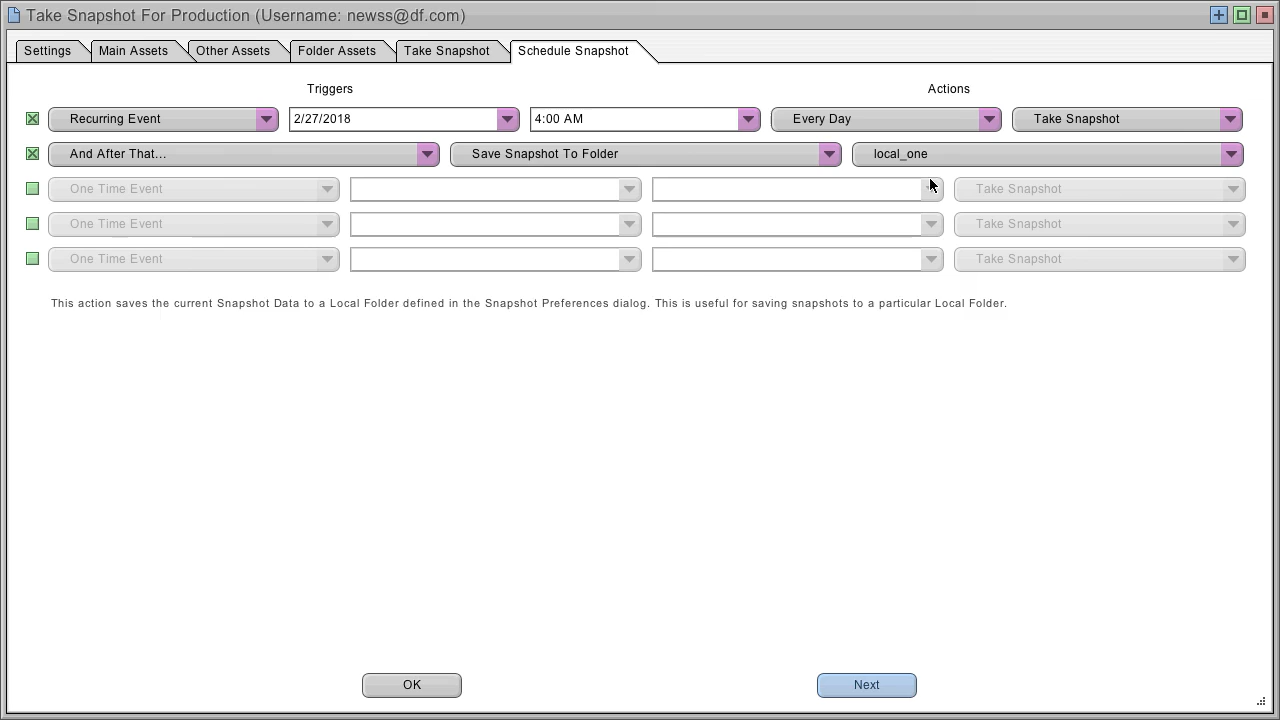 Take Snapshot For Production (Username: newss@df.com)
Settings Main Assets Other Assets Folder Assets Take Snapshot Schedule Snapshot
Triggers Actions
Recurring Event 2/27/2018 4:00 AM Every Day Take Snapshot
And After That... Save Snapshot To Folder local_one
One Time Event Take Snapshot
One Time Event Take Snapshot
One Time Event Take Snapshot
This action saves the current Snapshot Data to a Local Folder defined in the Snapshot Preferences dialog. This is useful for saving snapshots to a particular Local Folder.
OK Next